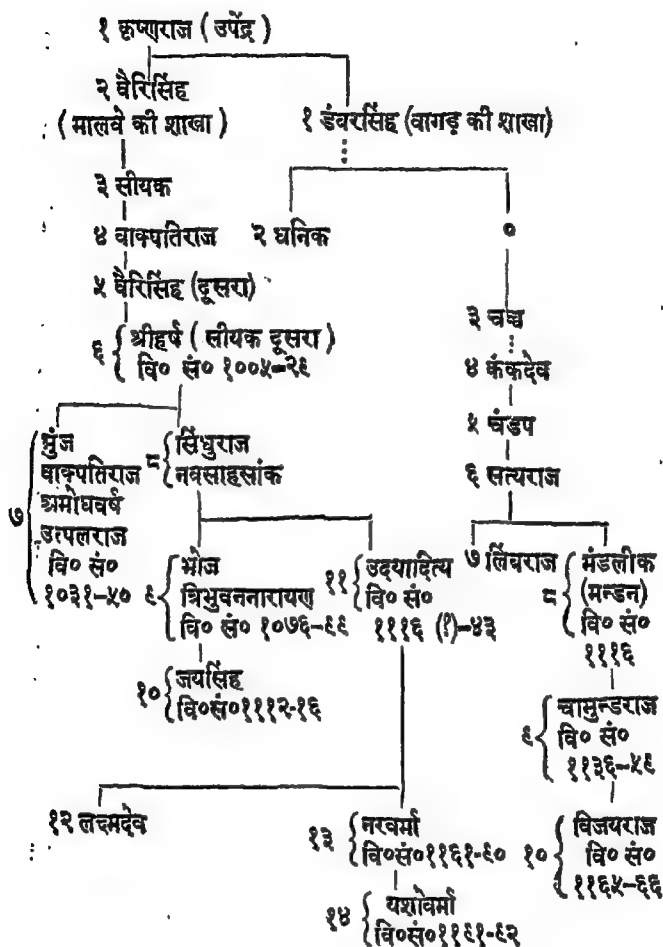 १ कृष्णराज ( उपेंद्र )
२ वैरिसिंह
( मालवे की शाखा )
१ डंबरसिंह (वागड़ की शाखा)
३ सीयक
४ वाक्पतिराज २ धनिक ०
५ वैरिसिंह (दूसरा)
३ चच्च
६ श्रीहर्ष ( सीयक दूसरा )
वि० सं० १००५-२९
४ कंकदेव
५ चंडप
६ सत्यराज
७ मुंज
वाक्पतिराज
अमोघवर्ष
उत्पलराज
वि० सं०
१०३१-५०
८ सिंधुराज
नवसाहसांक
९ भोज
त्रिभुवननारायण
वि० सं० १०७६-९९
११ उदयादित्य
वि० सं०
१११६ (?)-४३
७ लिंबराज
८ मंडलीक
(मन्डन)
वि० सं०
१११६
१० जयसिंह
वि०सं०१११२-१६
९ चामुन्डराज
वि० सं०
११३६-५९
१२ लक्ष्मदेव
१३ नरवर्मा
वि०सं०११६१-९०
१० विजयराज
वि० सं०
११६५-६६
१४ यशोवर्मा
वि०सं०११९१-९२